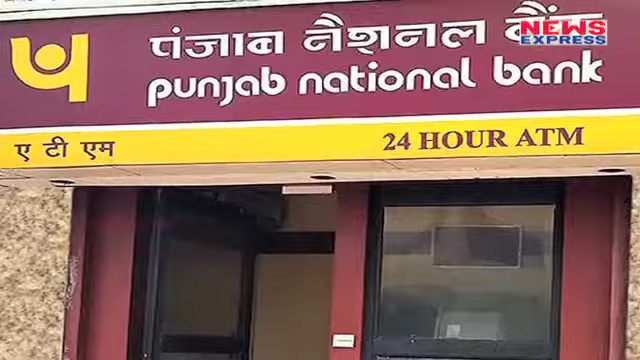 पंजाब नैशनल बैंक
NEWS
EXPRESS
punjab national bank
ए टी एम
24 HOUR ATM